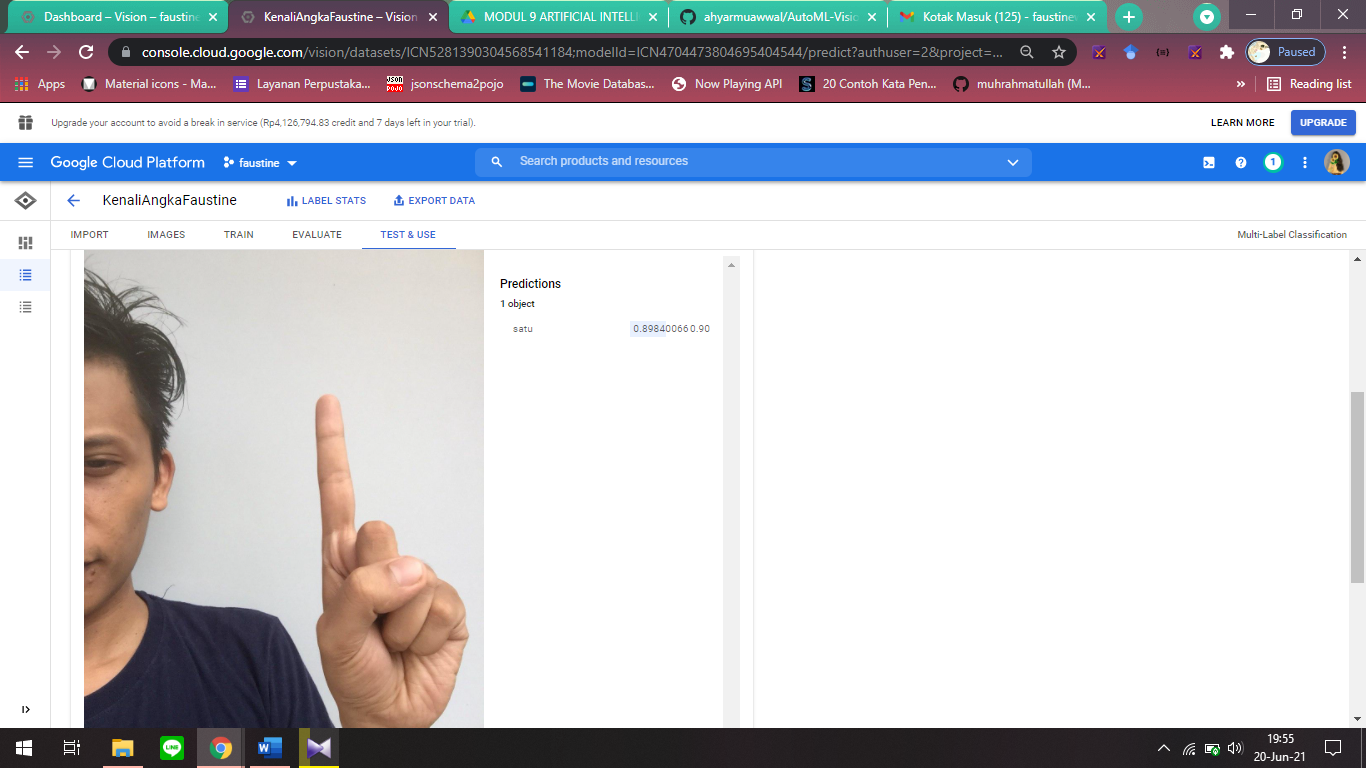 Dashboard – Vision – faustine
KenaliAngkaFaustine – Vision
MODUL 9 ARTIFICIAL INTELLI
ahyarmuawwal/AutoML-Visio
Kotak Masuk (125) - faustinev
console.cloud.google.com/vision/datasets/ICN5281390304568541184;modelId=ICN4704473804695404544/predict?authuser=2&project=...
Paused
Apps
Material icons - Ma...
Layanan Perpustaka...
jsonschema2pojo
The Movie Databas...
Now Playing API
20 Contoh Kata Pen...
muhrahmatullah (M...
»
Reading list
Upgrade your account to avoid a break in service (Rp4,126,794.83 credit and 7 days left in your trial).
LEARN MORE
UPGRADE
Google Cloud Platform
faustine
Search products and resources
1
KenaliAngkaFaustine
LABEL STATS
EXPORT DATA
IMPORT
IMAGES
TRAIN
EVALUATE
TEST & USE
Multi-Label Classification
Predictions
1 object
satu
0.89840066 0.90
19:55
20-Jun-21